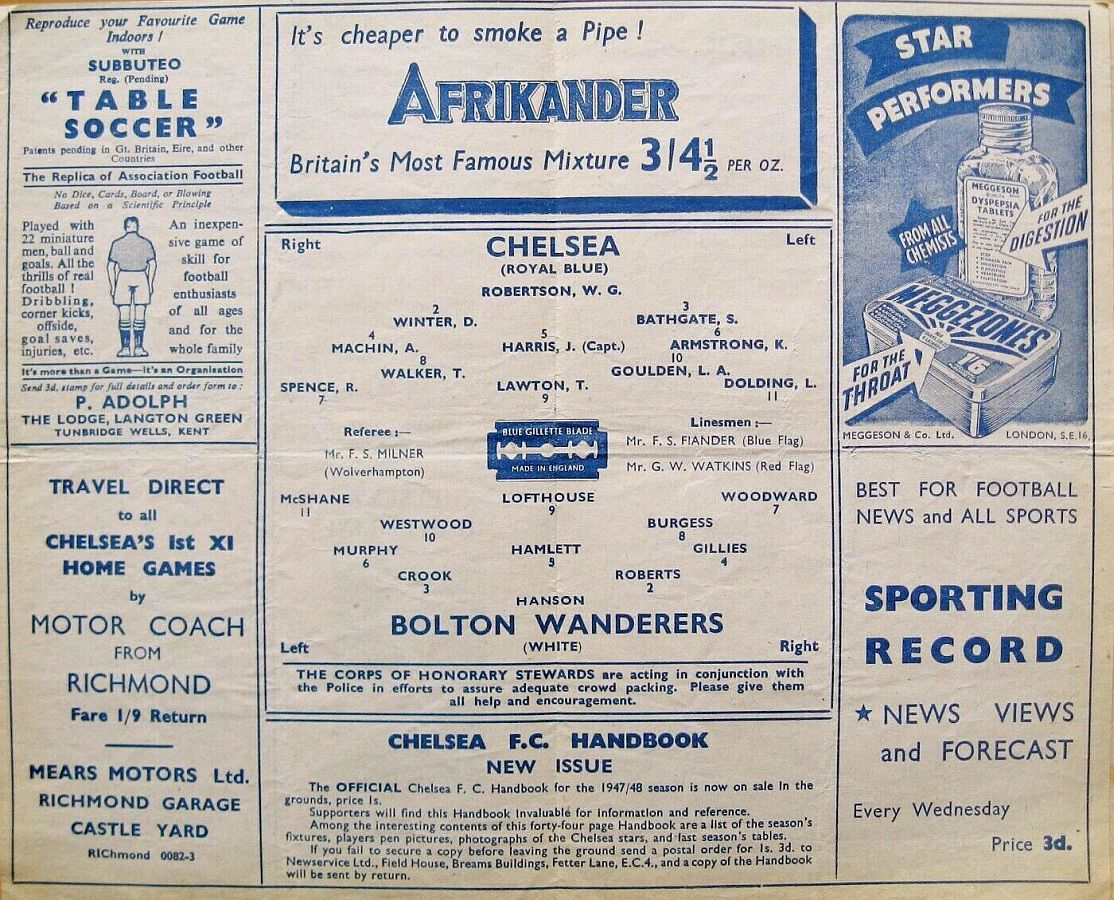 Reproduce your Favourite Game
Indoors !
WITH
SUBBUTEO
Reg. (Pending)
"TABLE
SOCCER"
Patents pending in Gt. Britain, Eire, and other
Countries
The Replica of Association Football
No Dice, Cards, Board, or Blowing
Based on a Scientific Principle
Played with
22 miniature
men, ball and
goals. All the
thrills of real
football !
Dribbling,
corner kicks,
offside,
goal saves,
injuries, etc.
An inexpen-
sive game of
skill for
football
enthusiasts
of all ages
and for the
whole family
It's more than a Game—It's an Organisation
Send 3d. stamp for full details and order form to :
P. ADOLPH
THE LODGE, LANGTON GREEN
TUNBRIDGE WELLS, KENT
TRAVEL DIRECT
to all
CHELSEA'S 1st XI
HOME GAMES
by
MOTOR COACH
FROM
RICHMOND
Fare 1/9 Return
MEARS MOTORS Ltd.
RICHMOND GARAGE
CASTLE YARD
RIChmond 0082-3
It's cheaper to smoke a Pipe !
AFRIKANDER
Britain's Most Famous Mixture 3/4½ PER OZ.
Right CHELSEA Left
(ROYAL BLUE)
ROBERTSON, W. G.
2 3
WINTER, D. BATHGATE, S.
4 5 6
MACHIN, A. HARRIS, J. (Capt.) ARMSTRONG, K.
8 10
WALKER, T. GOULDEN, L. A.
SPENCE, R. LAWTON, T. DOLDING, L.
7 9 11
Referee :—
Mr. F. S. MILNER
(Wolverhampton)
BLUE GILLETTE BLADE
MADE IN ENGLAND
Linesmen :—
Mr. F. S. FIANDER (Blue Flag)
Mr. G. W. WATKINS (Red Flag)
McSHANE LOFTHOUSE WOODWARD
11 9 7
WESTWOOD BURGESS
10 8
MURPHY HAMLETT GILLIES
6 5 4
CROOK ROBERTS
3 2
HANSON
BOLTON WANDERERS
Left (WHITE) Right
THE CORPS OF HONORARY STEWARDS are acting in conjunction with
the Police in efforts to assure adequate crowd packing. Please give them
all help and encouragement.
CHELSEA F.C. HANDBOOK
NEW ISSUE
The OFFICIAL Chelsea F. C. Handbook for the 1947/48 season is now on sale in the
grounds, price 1s.
Supporters will find this Handbook invaluable for information and reference.
Among the interesting contents of this forty-four page Handbook are a list of the season's
fixtures, players pen pictures, photographs of the Chelsea stars, and last season's tables.
If you fail to secure a copy before leaving the ground send a postal order for 1s. 3d. to
Newservice Ltd., Field House, Breams Buildings, Fetter Lane, E.C.4., and a copy of the Handbook
will be sent by return.
STAR
PERFORMERS
MEGGESON
DYSPEPSIA
TABLETS
FOR THE
DIGESTION
FROM ALL
CHEMISTS
MEGGEZONES
1/6
FOR THE
THROAT
MEGGESON & Co. Ltd. LONDON, S.E.16,
BEST FOR FOOTBALL
NEWS and ALL SPORTS
SPORTING
RECORD
★ NEWS VIEWS
and FORECAST
Every Wednesday
Price 3d.